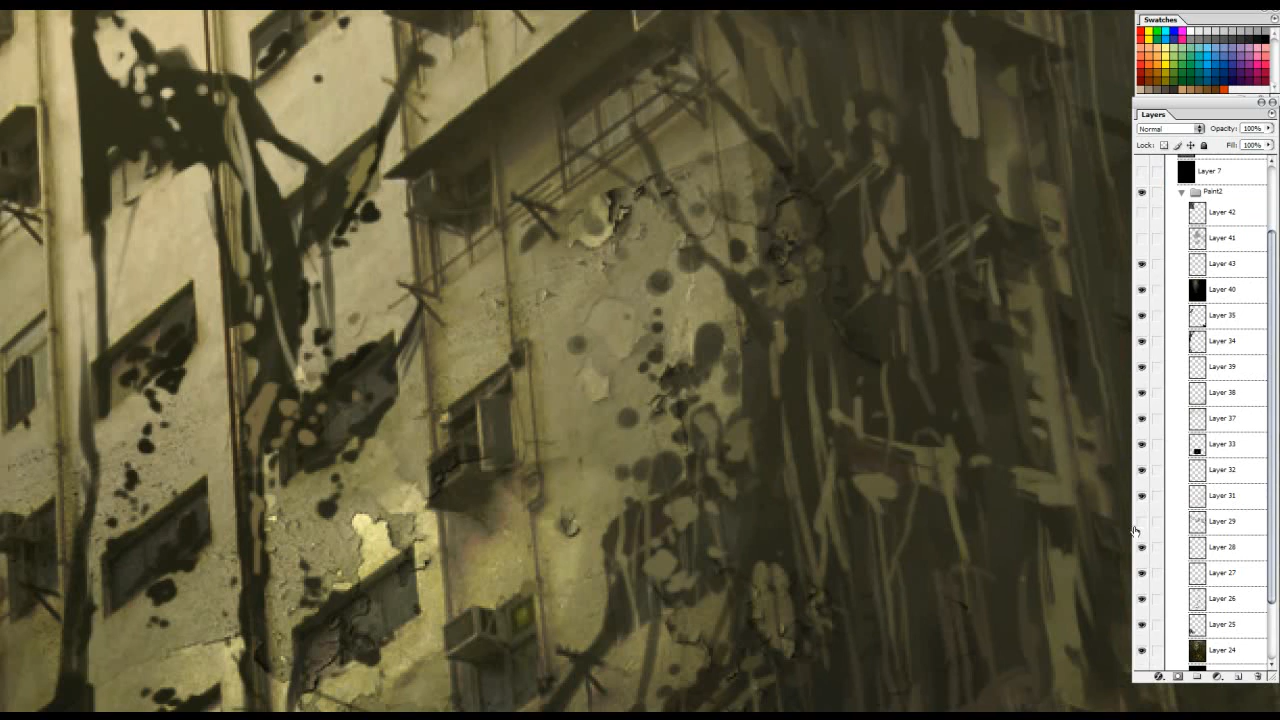 Swatches
Layers
Normal Opacity: 100%
Lock: Fill: 100%
Layer 7
Paint2
Layer 42
Layer 41
Layer 43
Layer 40
Layer 35
Layer 34
Layer 39
Layer 38
Layer 37
Layer 33
Layer 32
Layer 31
Layer 29
Layer 28
Layer 27
Layer 26
Layer 25
Layer 24